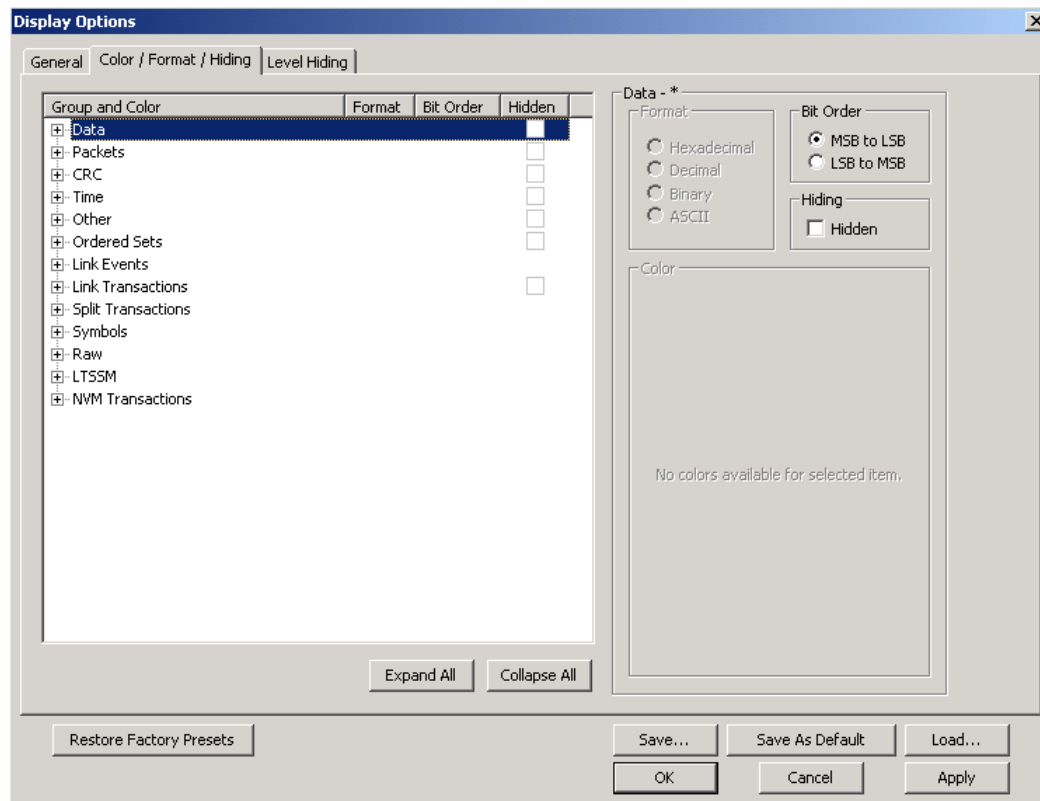 Display Options
General
Color / Format / Hiding
Level Hiding
Group and Color
Format
Bit Order
Hidden
Data
Packets
CRC
Time
Other
Ordered Sets
Link Events
Link Transactions
Split Transactions
Symbols
Raw
LTSSM
NVM Transactions
Expand All
Collapse All
Data - *
Format
Hexadecimal
Decimal
Binary
ASCII
Bit Order
MSB to LSB
LSB to MSB
Hiding
Hidden
Color
No colors available for selected item.
Restore Factory Presets
Save...
Save As Default
Load...
OK
Cancel
Apply